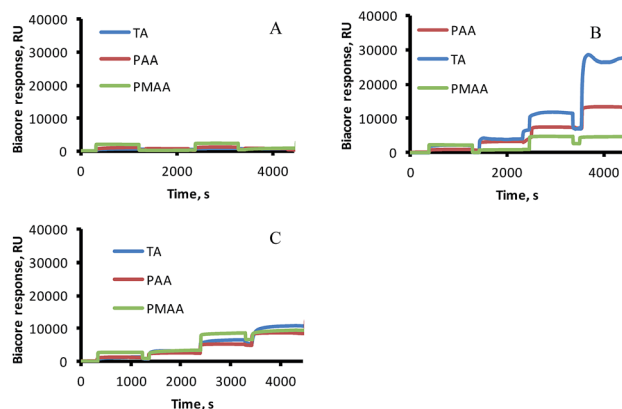 A
Biacore response, RU
40000
30000
20000
10000
0
TA
PAA
PMAA
0
2000
4000
Time, s
B
Biacore response, RU
40000
30000
20000
10000
0
PAA
TA
PMAA
0
2000
4000
Time, s
C
Biacore response, RU
40000
30000
20000
10000
0
TA
PAA
PMAA
0
1000
2000
3000
4000
Time, s